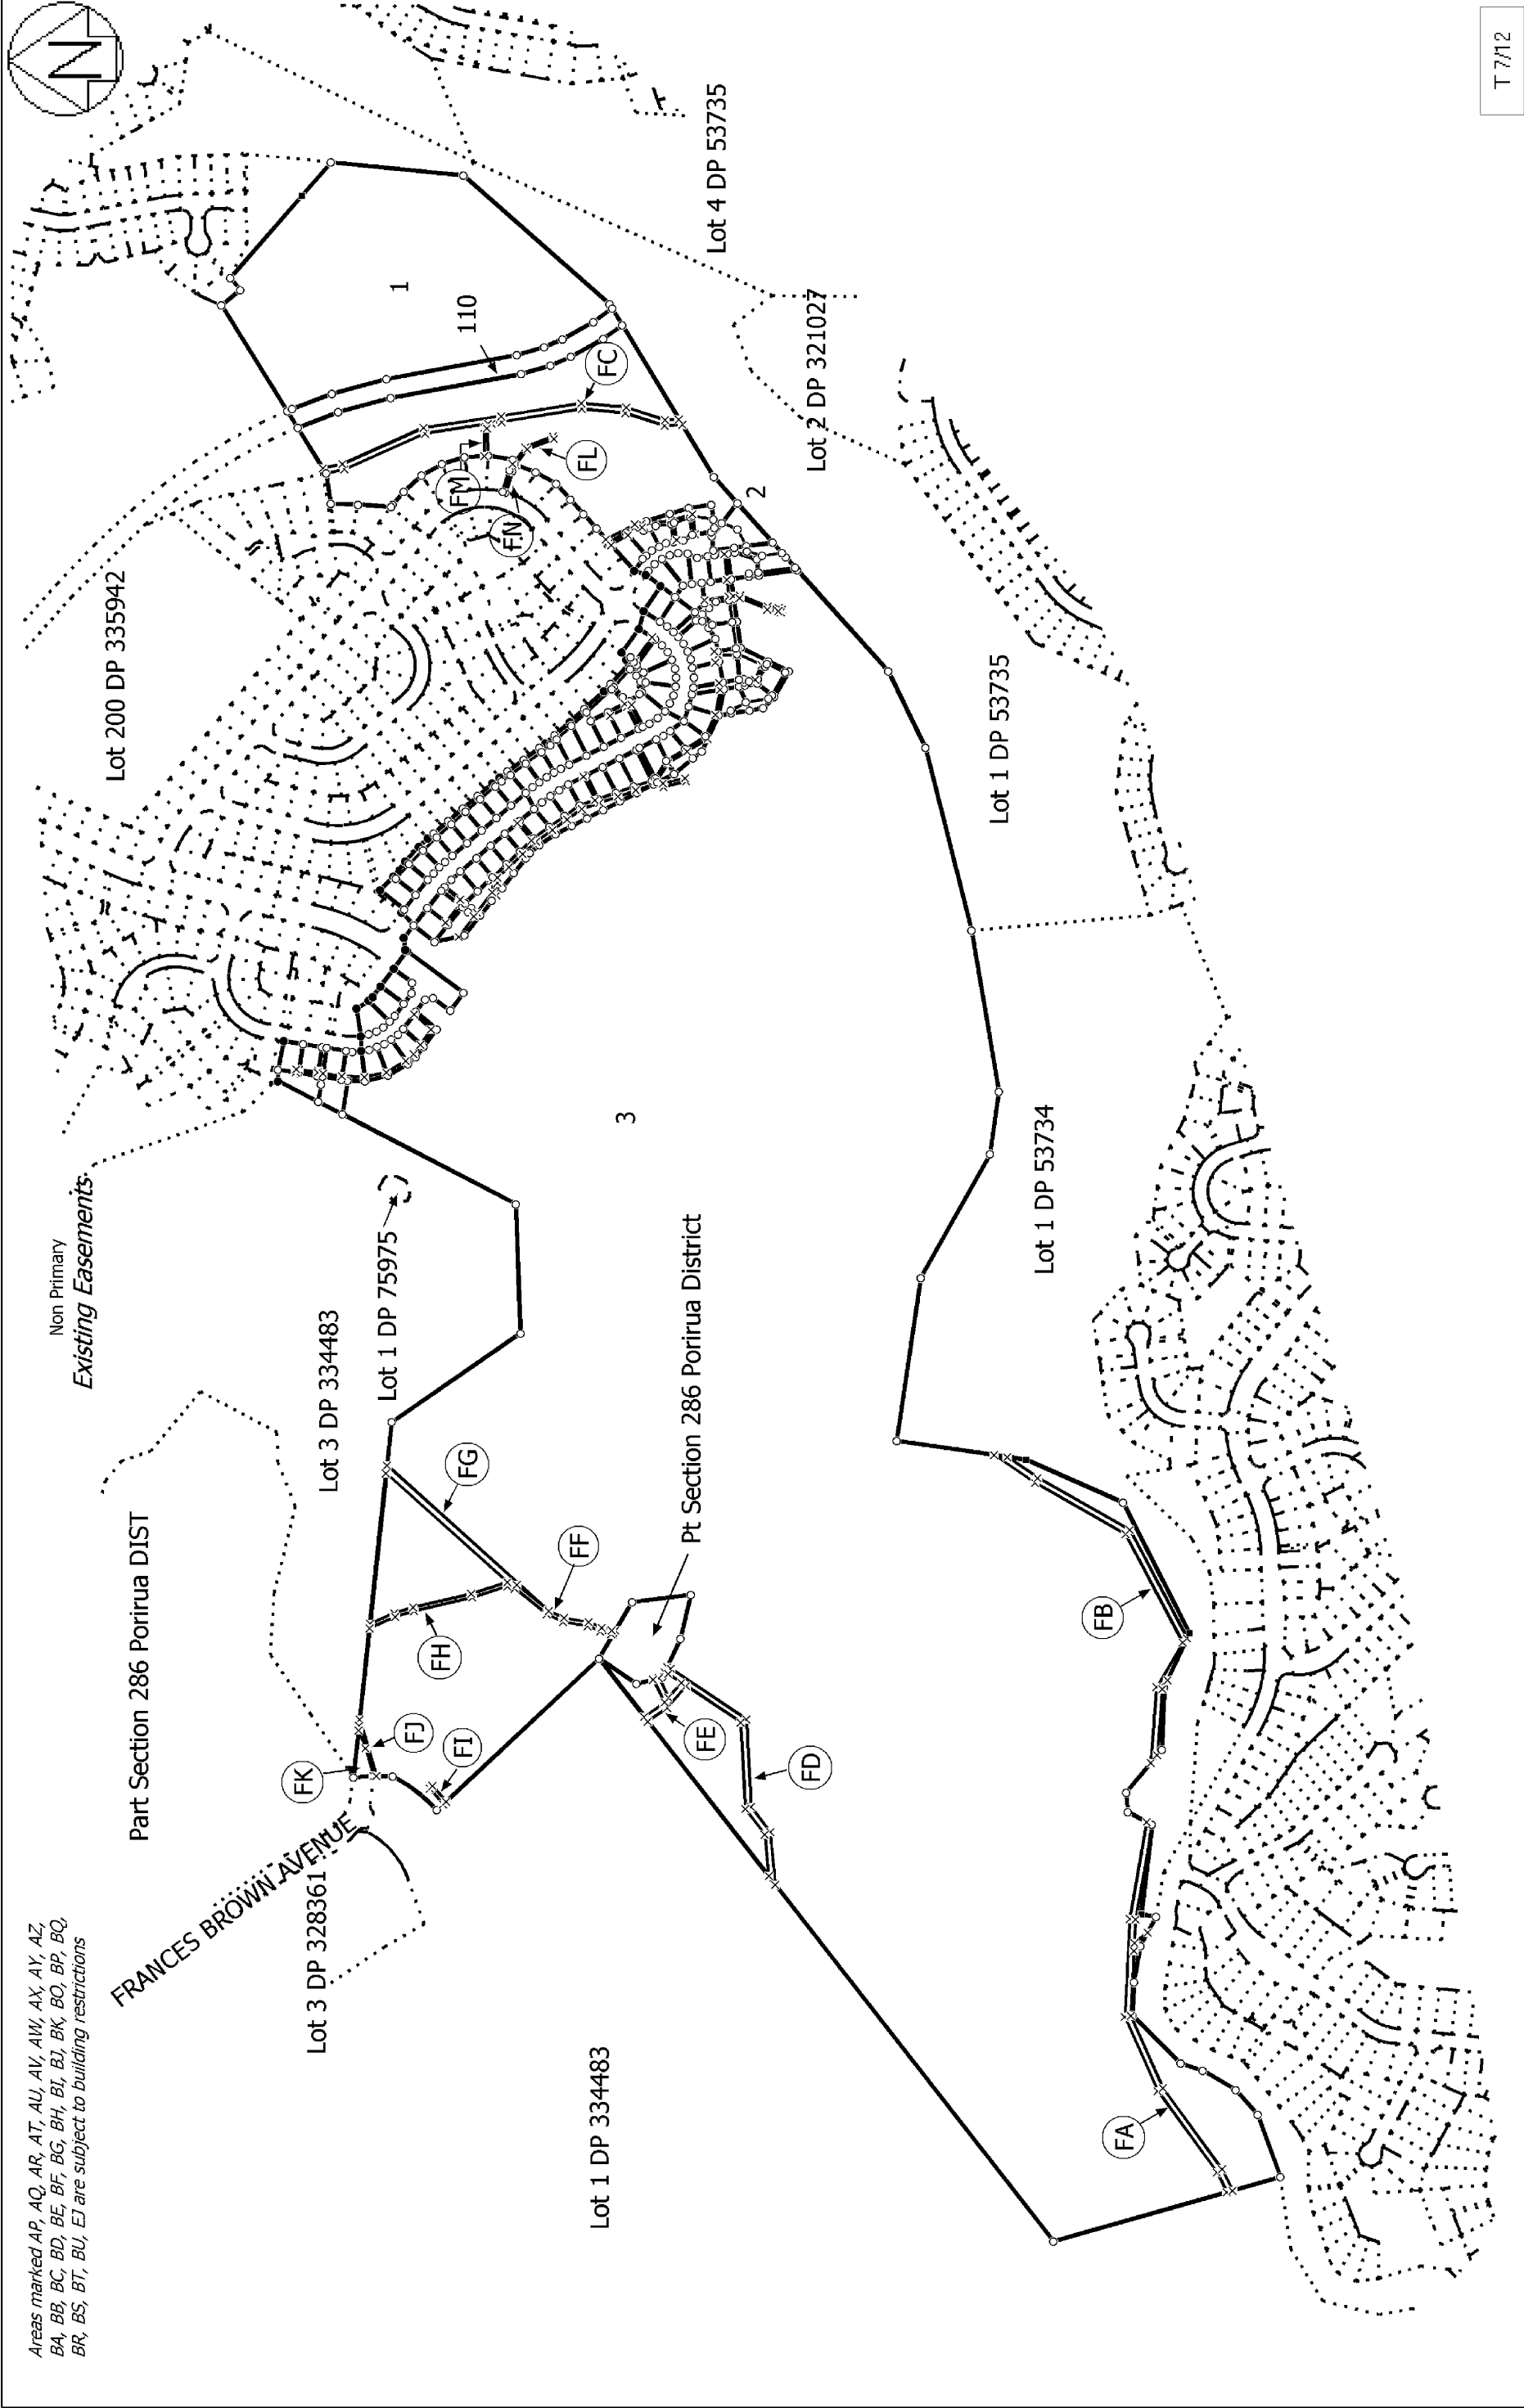 Areas marked AP, AQ, AR, AT, AU, AV, AW, AX, AY, AZ,
BA, BB, BC, BD, BE, BF, BG, BH, BI, BJ, BK, BO, BP, BQ,
BR, BS, BT, BU, EJ are subject to building restrictions
Non Primary
Existing Easements
N
FRANCES BROWN AVENUE
Part Section 286 Porirua DIST
Lot 200 DP 335942
Lot 3 DP 328361
Lot 3 DP 334483
Lot 1 DP 75975
FK
FJ
FI
FH
FG
FF
FM
FN
FL
FC
1
110
Lot 1 DP 334483
3
Pt Section 286 Porirua District
FE
FD
2
Lot 4 DP 53735
Lot 2 DP 321027
Lot 1 DP 53735
Lot 1 DP 53734
FB
FA
T 7/12